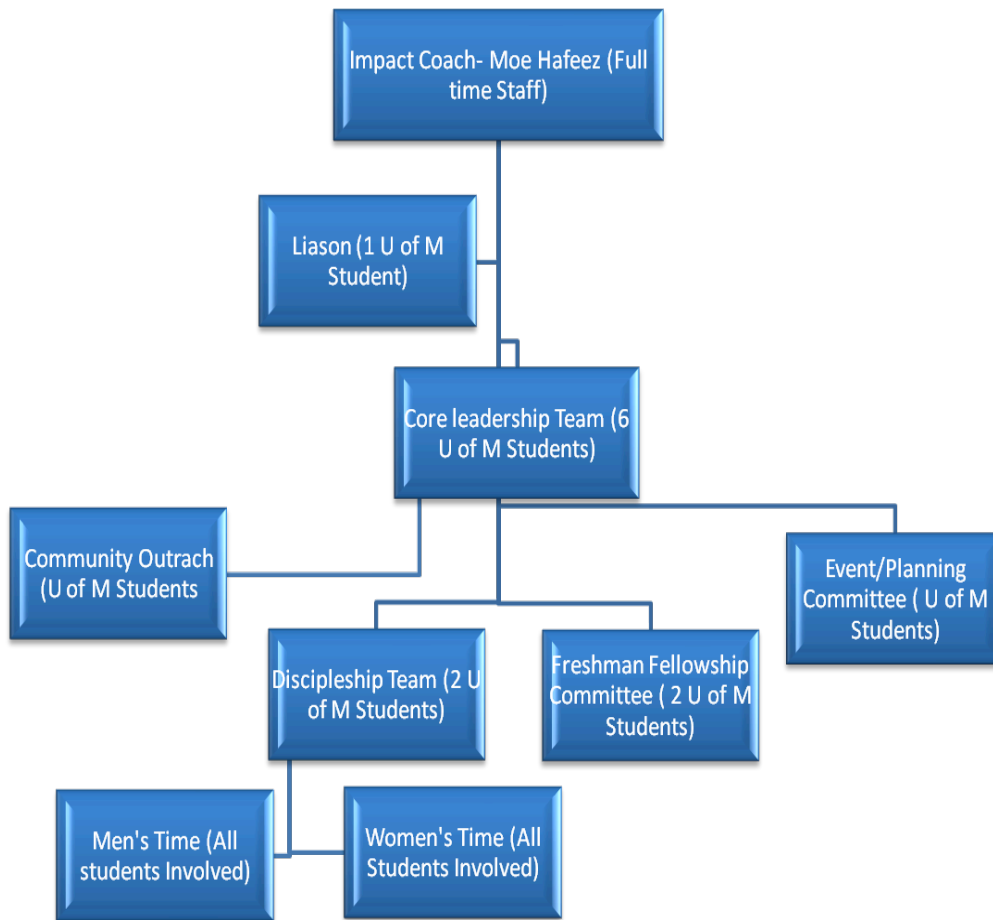 Impact Coach- Moe Hafeez (Full
time Staff)
Liason (1 U of M
Student)
Core leadership Team (6
U of M Students)
Community Outrach
(U of M Students
Event/Planning
Committee ( U of M
Students)
Discipleship Team (2 U
of M Students)
Freshman Fellowship
Committee ( 2 U of M
Students)
Men's Time (All
students Involved)
Women's Time (All
Students Involved)